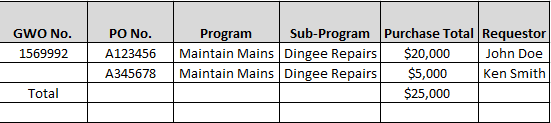 GWO No. PO No. Program Sub-Program Purchase Total Requestor
1569992 A123456 Maintain Mains Dingee Repairs $20,000 John Doe
A345678 Maintain Mains Dingee Repairs $5,000 Ken Smith
Total $25,000